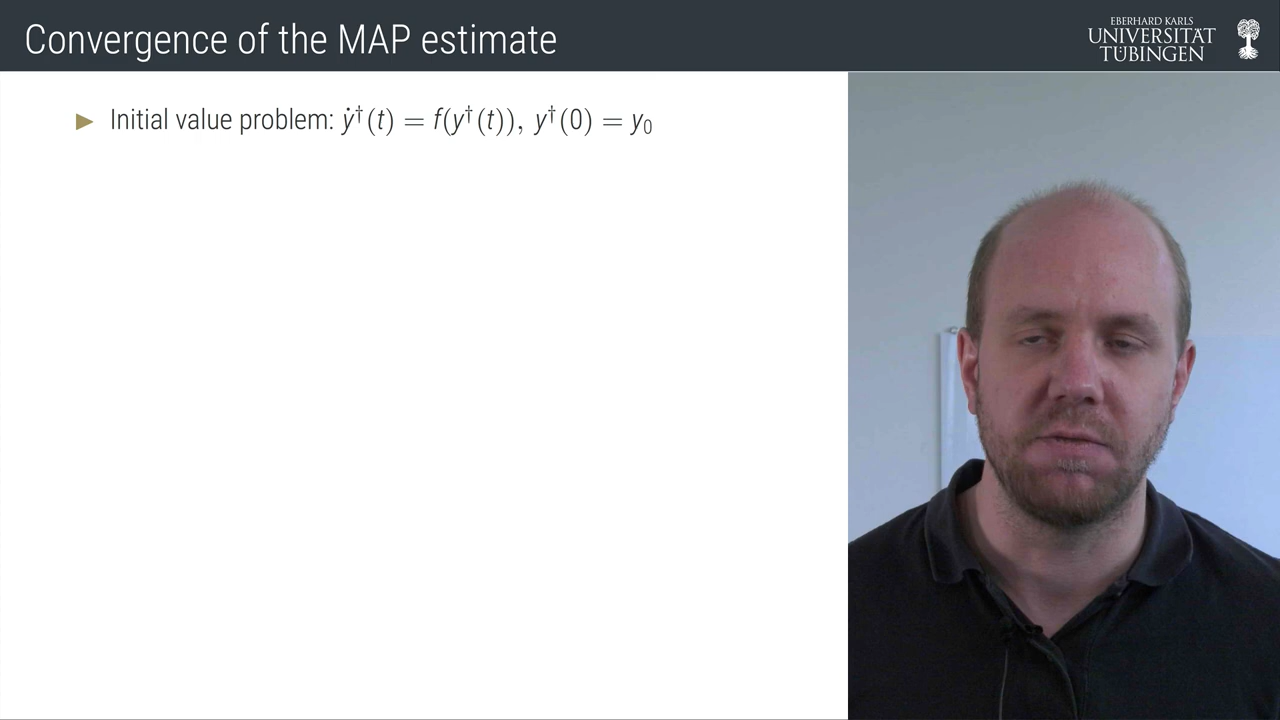 Convergence of the MAP estimate
EBERHARD KARLS
UNIVERSITÄT
TÜBINGEN
▶ Initial value problem: ẏ†(t) = f(y†(t)), y†(0) = y₀